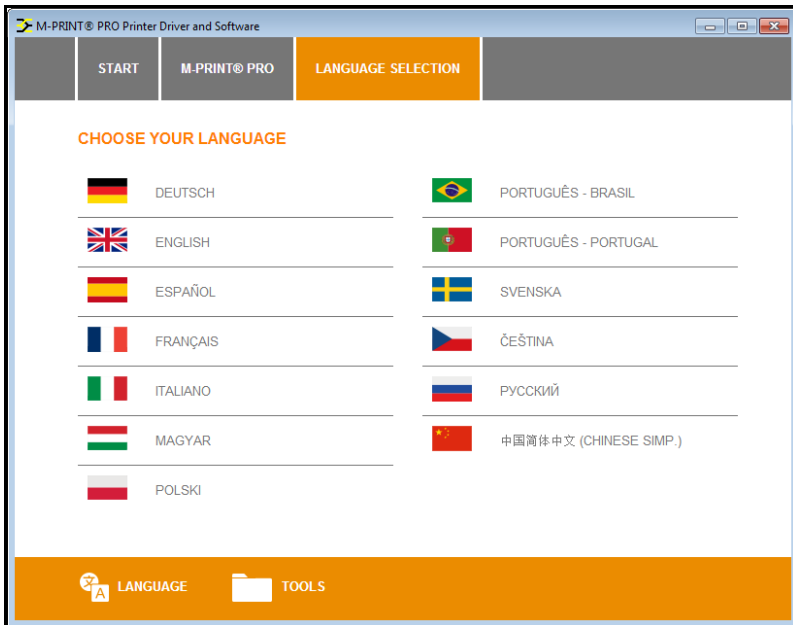 M-PRINT® PRO Printer Driver and Software
START
M-PRINT® PRO
LANGUAGE SELECTION
CHOOSE YOUR LANGUAGE
DEUTSCH
ENGLISH
ESPAÑOL
FRANÇAIS
ITALIANO
MAGYAR
POLSKI
PORTUGUÊS - BRASIL
PORTUGUÊS - PORTUGAL
SVENSKA
ČEŠTINA
РУССКИЙ
中国简体中文 (CHINESE SIMP.)
LANGUAGE
TOOLS